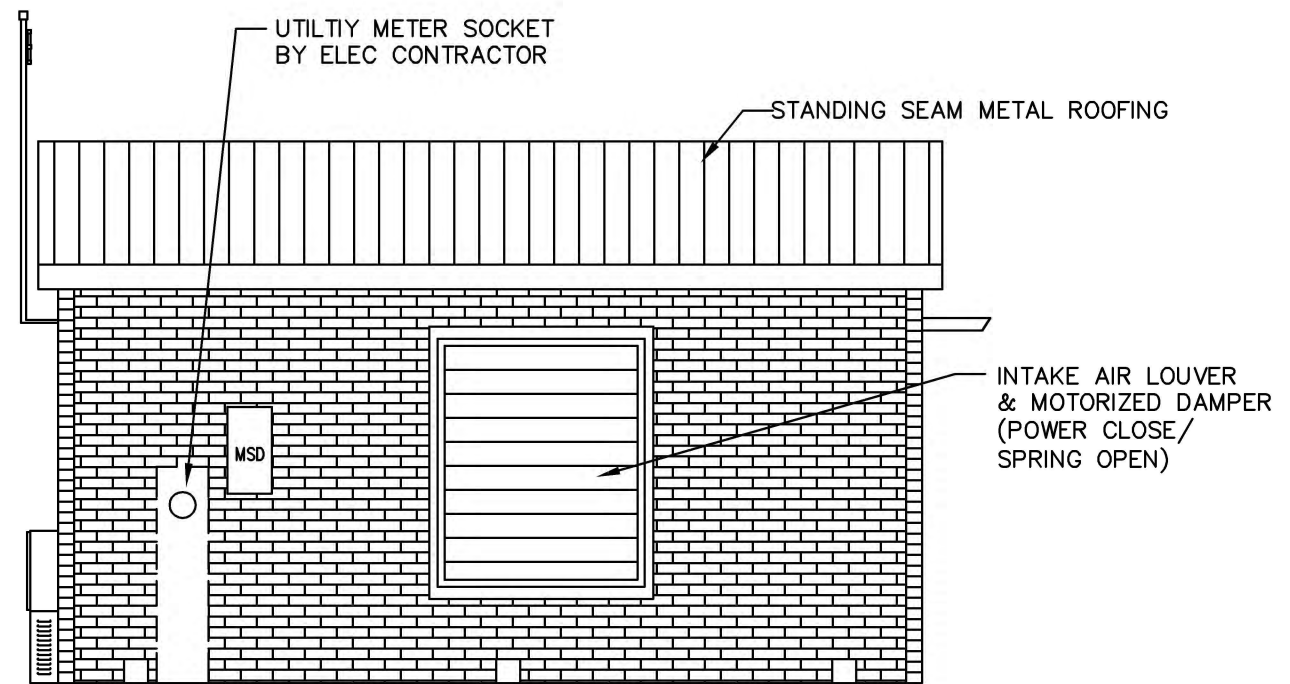 UTILTIY METER SOCKET
BY ELEC CONTRACTOR
STANDING SEAM METAL ROOFING
INTAKE AIR LOUVER
& MOTORIZED DAMPER
(POWER CLOSE/
SPRING OPEN)
MSD